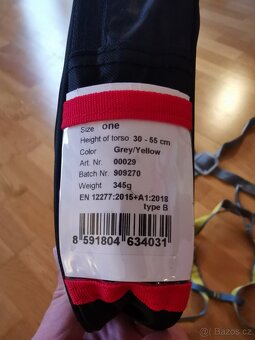 Size one
Height of torso 30 - 55 cm
Color Grey/Yellow
Art. Nr. 00029
Batch Nr. 909270
Weight 345g
EN 12277:2015+A1:2018
type B
8 591804 634031
Bazoš.cz